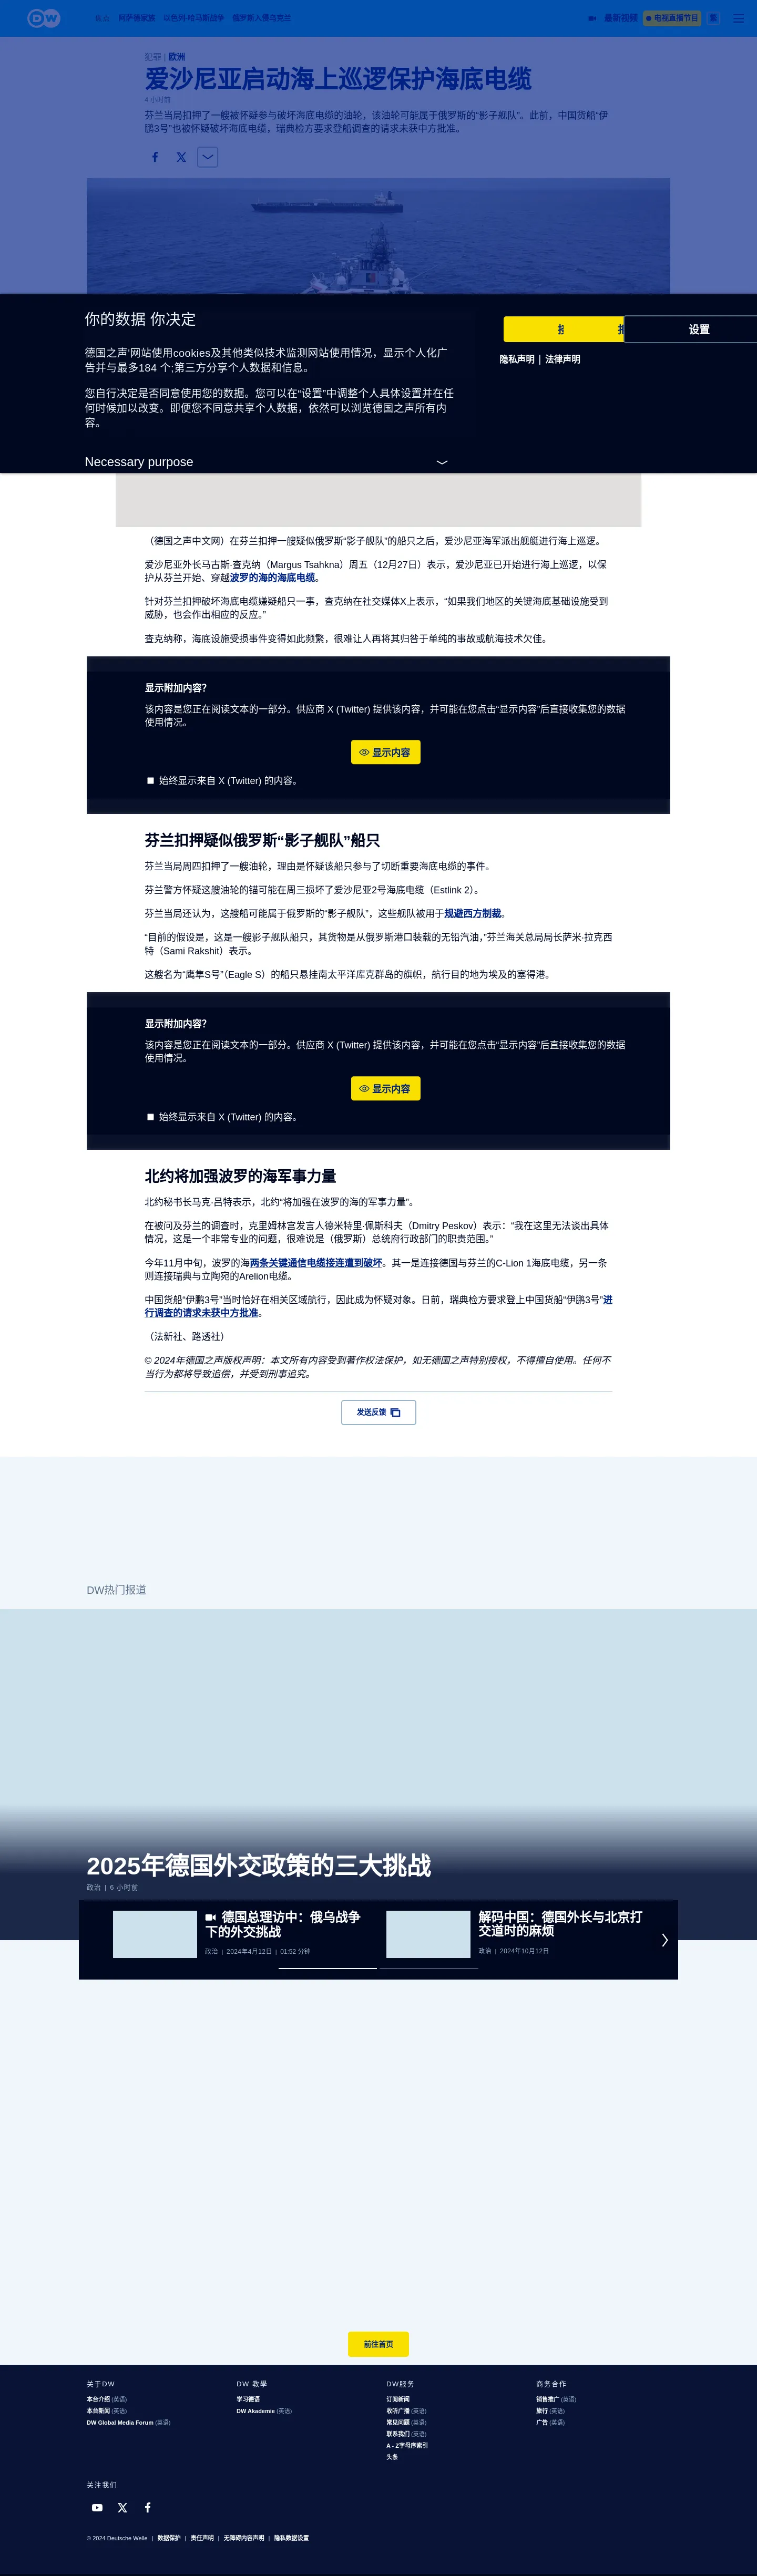 DW
焦点 阿萨德家族 以色列-哈马斯战争 俄罗斯人侵乌克兰
最新视频 电视直播节目 繁
犯罪 | 欧洲
爱沙尼亚启动海上巡逻保护海底电缆
4 小时前
芬兰当局扣押了一艘被怀疑参与破坏海底电缆的油轮，该油轮可能属于俄罗斯的“影子舰队”。此前，中国货船“伊
鹏3号”也被怀疑破坏海底电缆，瑞典检方要求登船调查的请求未获中方批准。
你的数据 你决定
德国之声'网站使用cookies及其他类似技术监测网站使用情况，显示个人化广
告并与最多184 个;第三方分享个人数据和信息。
您自行决定是否同意使用您的数据。您可以在“设置”中调整个人具体设置并在任
何时候加以改变。即便您不同意共享个人数据，依然可以浏览德国之声所有内
容。
Necessary purpose
设置
隐私声明 | 法律声明
（德国之声中文网）在芬兰扣押一艘疑似俄罗斯“影子舰队”的船只之后，爱沙尼亚海军派出舰艇进行海上巡逻。
爱沙尼亚外长马古斯·查克纳（Margus Tsahkna）周五（12月27日）表示，爱沙尼亚已开始进行海上巡逻，以保
护从芬兰开始、穿越波罗的海的海底电缆。
针对芬兰扣押破坏海底电缆嫌疑船只一事，查克纳在社交媒体X上表示，“如果我们地区的关键海底基础设施受到
威胁，也会作出相应的反应。”
查克纳称，海底设施受损事件变得如此频繁，很难让人再将其归咎于单纯的事故或航海技术欠佳。
显示附加内容？
该内容是您正在阅读文本的一部分。供应商 X (Twitter) 提供该内容，并可能在您点击“显示内容”后直接收集您的数据
使用情况。
显示内容
始终显示来自 X (Twitter) 的内容。
芬兰扣押疑似俄罗斯“影子舰队”船只
芬兰当局周四扣押了一艘油轮，理由是怀疑该船只参与了切断重要海底电缆的事件。
芬兰警方怀疑这艘油轮的锚可能在周三损坏了爱沙尼亚2号海底电缆（Estlink 2）。
芬兰当局还认为，这艘船可能属于俄罗斯的“影子舰队”，这些舰队被用于规避西方制裁。
“目前的假设是，这是一艘影子舰队船只，其货物是从俄罗斯港口装载的无铅汽油，”芬兰海关总局局长萨米·拉克西
特（Sami Rakshit）表示。
这艘名为“鹰隼S号”（Eagle S）的船只悬挂南太平洋库克群岛的旗帜，航行目的地为埃及的塞得港。
显示附加内容？
该内容是您正在阅读文本的一部分。供应商 X (Twitter) 提供该内容，并可能在您点击“显示内容”后直接收集您的数据
使用情况。
显示内容
始终显示来自 X (Twitter) 的内容。
北约将加强波罗的海军事力量
北约秘书长马克·吕特表示，北约“将加强在波罗的海的军事力量”。
在被问及芬兰的调查时，克里姆林宫发言人德米特里·佩斯科夫（Dmitry Peskov）表示：“我在这里无法谈出具体
情况，这是一个非常专业的问题，很难说是（俄罗斯）总统府行政部门的职责范围。”
今年11月中旬，波罗的海两条关键通信电缆接连遭到破坏。其一是连接德国与芬兰的C-Lion 1海底电缆，另一条
则连接瑞典与立陶宛的Arelion电缆。
中国货船“伊鹏3号”当时恰好在相关区域航行，因此成为怀疑对象。日前，瑞典检方要求登上中国货船“伊鹏3号”进
行调查的请求未获中方批准。
（法新社、路透社）
© 2024年德国之声版权声明：本文所有内容受到著作权法保护，如无德国之声特别授权，不得擅自使用。任何不
当行为都将导致追偿，并受到刑事追究。
发送反馈
DW热门报道
2025年德国外交政策的三大挑战
政治 | 6 小时前
德国总理访中：俄乌战争
下的外交挑战
政治 | 2024年4月12日 | 01:52 分钟
解码中国：德国外长与北京打
交道时的麻烦
政治 | 2024年10月12日
前往首页
关于DW
本台介绍 (英语)
本台新闻 (英语)
DW Global Media Forum (英语)
DW 教學
学习德语
DW Akademie (英语)
DW服务
订阅新闻
收听广播 (英语)
常见问题 (英语)
联系我们 (英语)
A - Z字母序索引
头条
商务合作
销售推广 (英语)
旅行 (英语)
广告 (英语)
关注我们
© 2024 Deutsche Welle | 数据保护 | 责任声明 | 无障碍内容声明 | 隐私数据设置